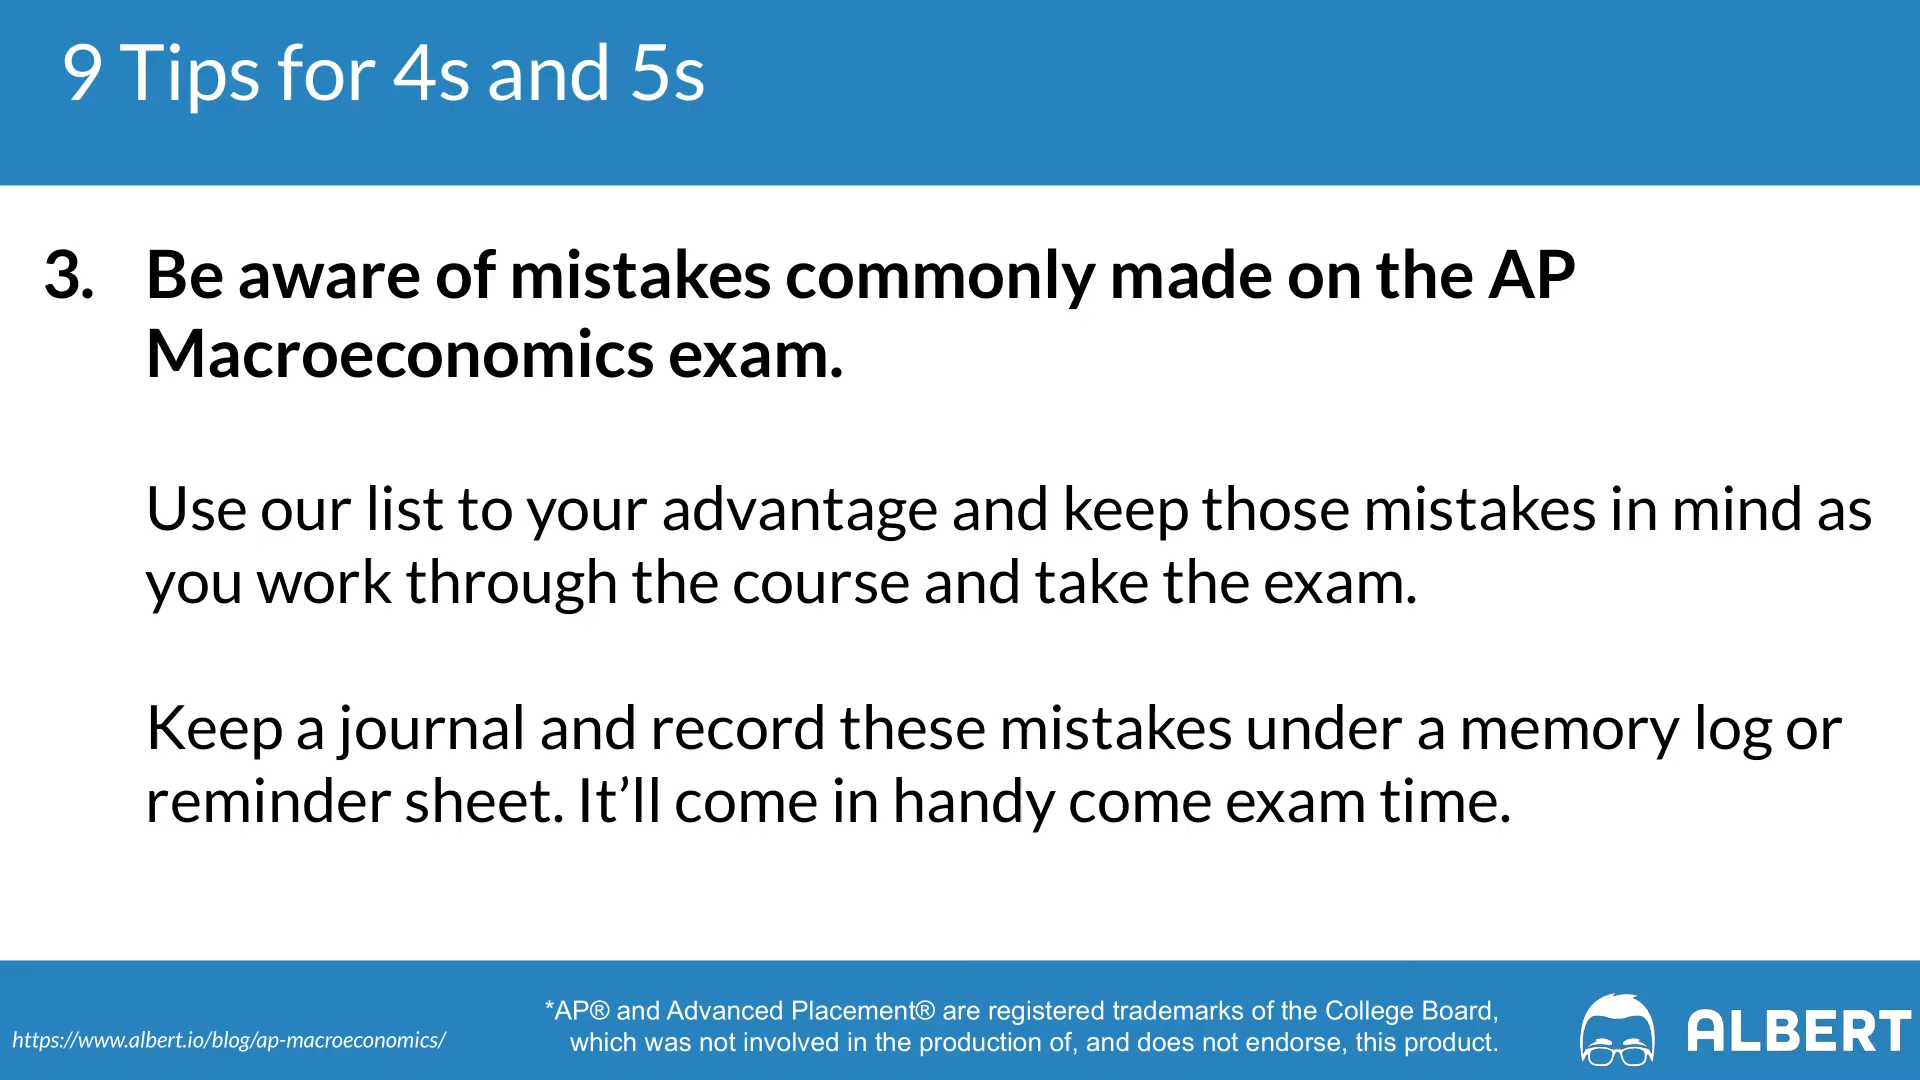 9 Tips for 4s and 5s
3. Be aware of mistakes commonly made on the AP
Macroeconomics exam.
Use our list to your advantage and keep those mistakes in mind as
you work through the course and take the exam.
Keep a journal and record these mistakes under a memory log or
reminder sheet. It’ll come in handy come exam time.
https://www.albert.io/blog/ap-macroeconomics/
*AP® and Advanced Placement® are registered trademarks of the College Board,
which was not involved in the production of, and does not endorse, this product.
ALBERT